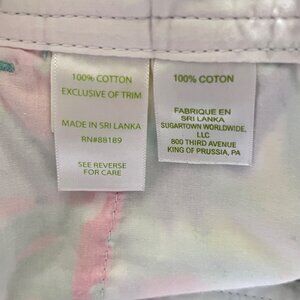 100% COTTON
EXCLUSIVE OF TRIM
MADE IN SRI LANKA
RN#88189
SEE REVERSE
FOR CARE
100% COTON
FABRIQUE EN
SRI LANKA
SUGARTOWN WORLDWIDE,
LLC
800 THIRD AVENUE
KING OF PRUSSIA, PA